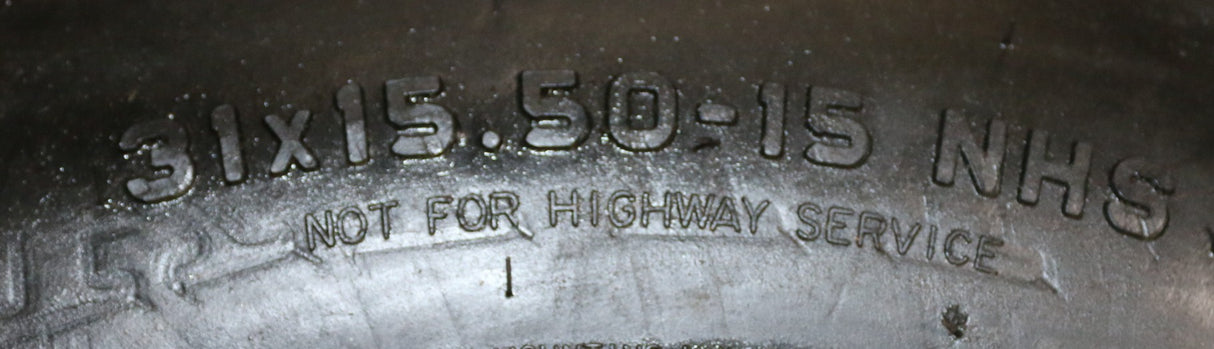 31x15.50-15 NHS
NOT FOR HIGHWAY SERVICE